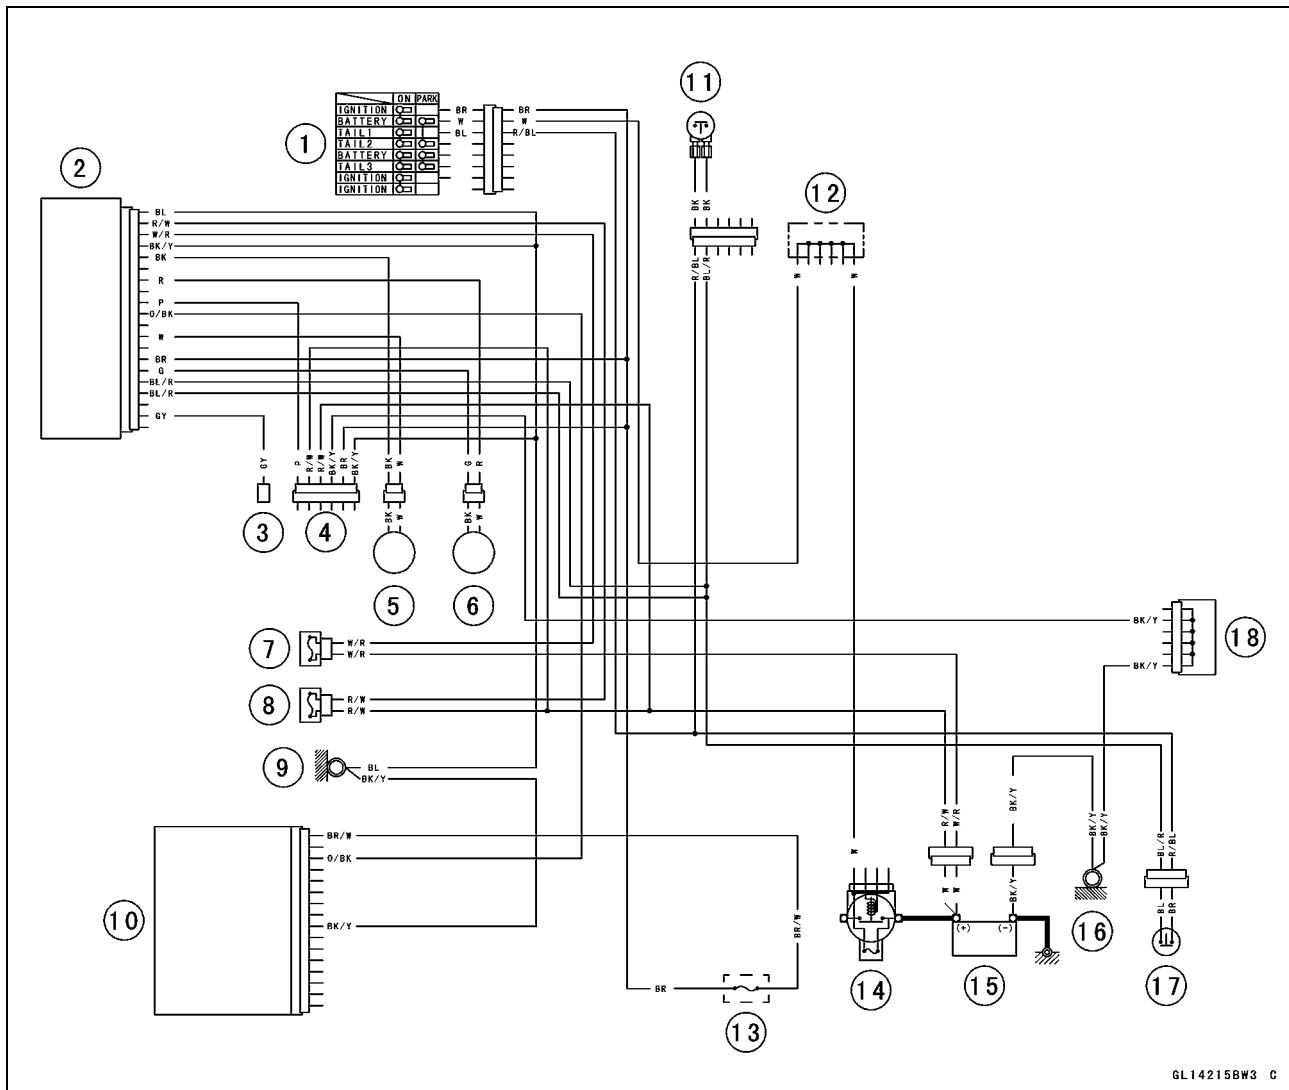 11
ON PARK
IGNITION
BATTERY
TAIL1
TAIL2
BATTERY
TAIL3
IGNITION
IGNITION
BR
W
BL
BR
W
R/BL
1
2
12
BK
BK
R/BL
BL/R
W
W
BL
R/W
W/R
BK/Y
BK
R
P
O/BK
W
BR
G
BL/R
BL/R
GY
GY
P
R/W
R/W
BK/Y
BR
BK/Y
BK
W
G
R
BK
W
BK
W
3
4
5
6
7
W/R
W/R
8
R/W
R/W
9
BL
BK/Y
BK/Y
BK/Y
18
10
BR/W
O/BK
BK/Y
BR/W
BR
13
W
R/W
W/R
W
W
BK/Y
BK/Y
BK/Y
BK/Y
BL/R
R/BL
BL
BR
(+)
(-)
14
15
16
17
GL14215BW3 C